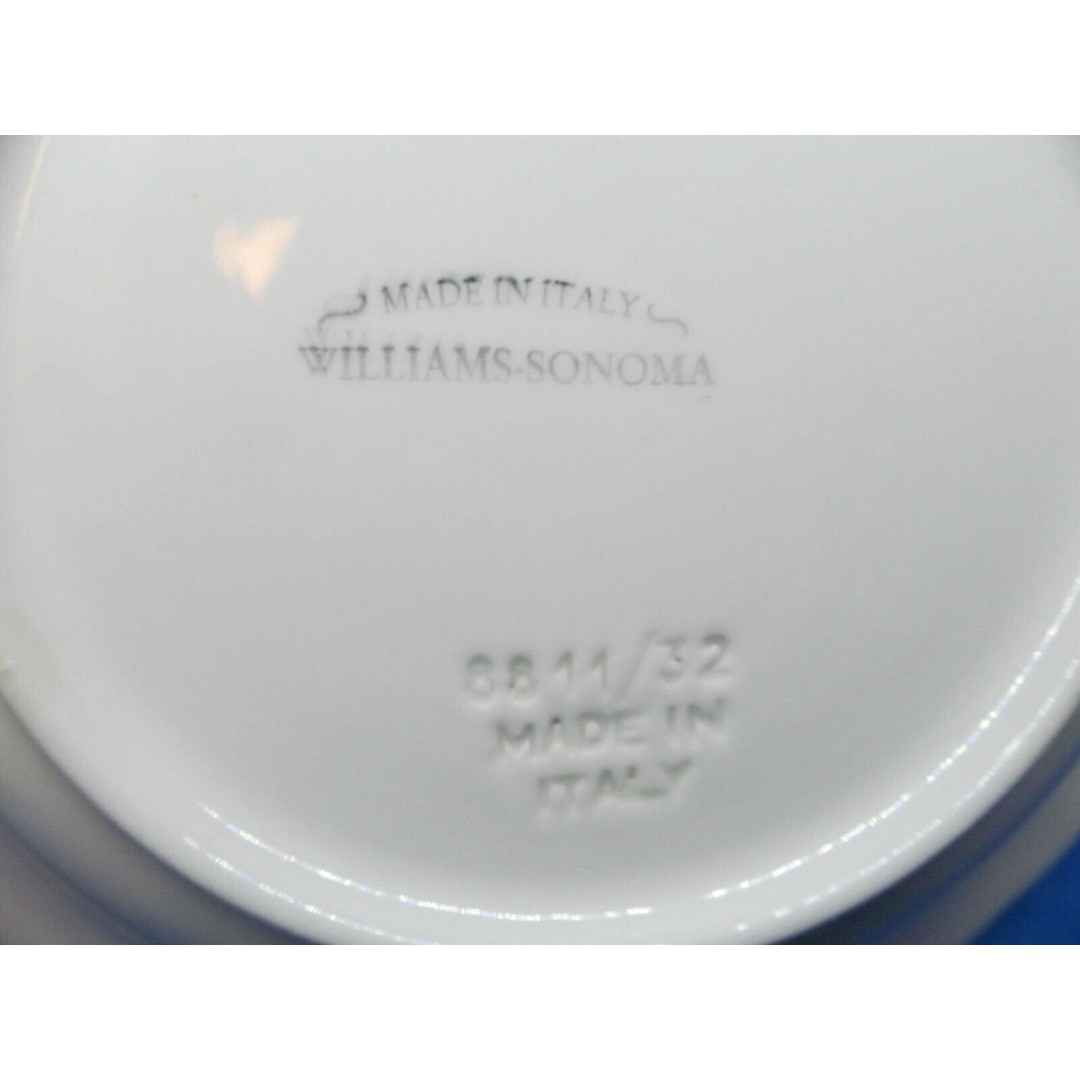 MADE IN ITALY
WILLIAMS-SONOMA
8811/32
MADE IN
ITALY